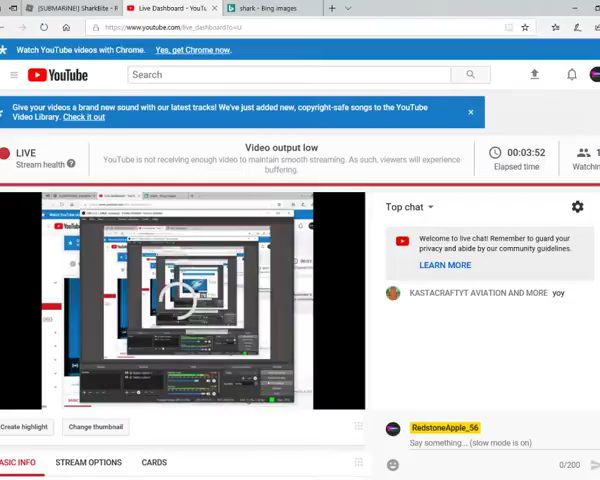 [SUBMARINE!] SharkBite - R
Live Dashboard - YouTu
shark - Bing images
https://www.youtube.com/live_dashboard?o=U
Watch YouTube videos with Chrome. Yes, get Chrome now.
YouTube
Search
Give your videos a brand new sound with our latest tracks! We've just added new, copyright-safe songs to the YouTube
Video Library. Check it out
LIVE
Stream health
Video output low
YouTube is not receiving enough video to maintain smooth streaming. As such, viewers will experience
buffering.
00:03:52
Elapsed time
1
Watchin
Top chat
Welcome to live chat! Remember to guard your
privacy and abide by our community guidelines.
LEARN MORE
KASTACRAFTYT AVIATION AND MORE yoy
YouTube
Create highlight
Change thumbnail
RedstoneApple_56
Say something... (slow mode is on)
0/200
BASIC INFO
STREAM OPTIONS
CARDS